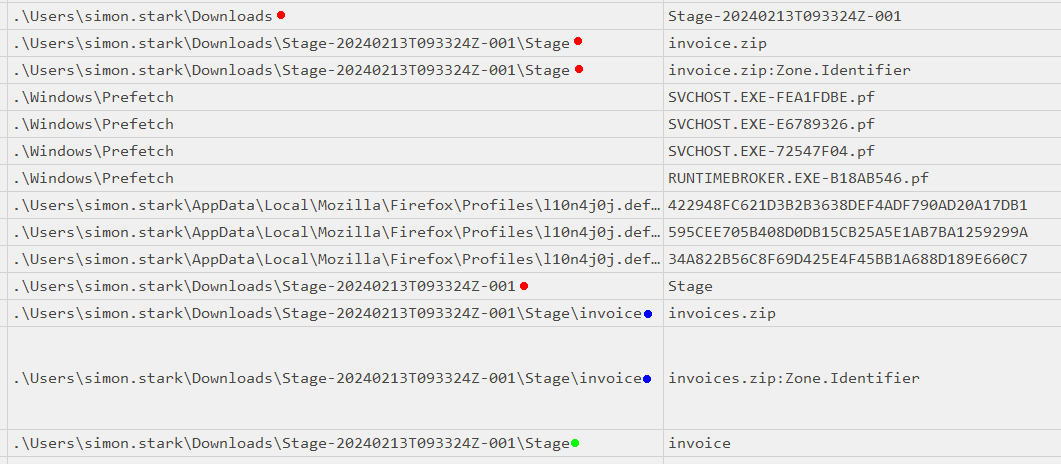 .\Users\simon.stark\Downloads Stage-20240213T093324Z-001
.\Users\simon.stark\Downloads\Stage-20240213T093324Z-001\Stage invoice.zip
.\Users\simon.stark\Downloads\Stage-20240213T093324Z-001\Stage invoice.zip:Zone.Identifier
.\Windows\Prefetch SVCHOST.EXE-FEA1FDBE.pf
.\Windows\Prefetch SVCHOST.EXE-E6789326.pf
.\Windows\Prefetch SVCHOST.EXE-72547F04.pf
.\Windows\Prefetch RUNTIMEBROKER.EXE-B18AB546.pf
.\Users\simon.stark\AppData\Local\Mozilla\Firefox\Profiles\l10n4j0j.def… 422948FC621D3B2B3638DEF4ADF790AD20A17DB1
.\Users\simon.stark\AppData\Local\Mozilla\Firefox\Profiles\l10n4j0j.def… 595CEE705B408D0DB15CB25A5E1AB7BA1259299A
.\Users\simon.stark\AppData\Local\Mozilla\Firefox\Profiles\l10n4j0j.def… 34A822B56C8F69D425E4F45BB1A688D189E660C7
.\Users\simon.stark\Downloads\Stage-20240213T093324Z-001 Stage
.\Users\simon.stark\Downloads\Stage-20240213T093324Z-001\Stage\invoice invoices.zip
.\Users\simon.stark\Downloads\Stage-20240213T093324Z-001\Stage\invoice invoices.zip:Zone.Identifier
.\Users\simon.stark\Downloads\Stage-20240213T093324Z-001\Stage invoice